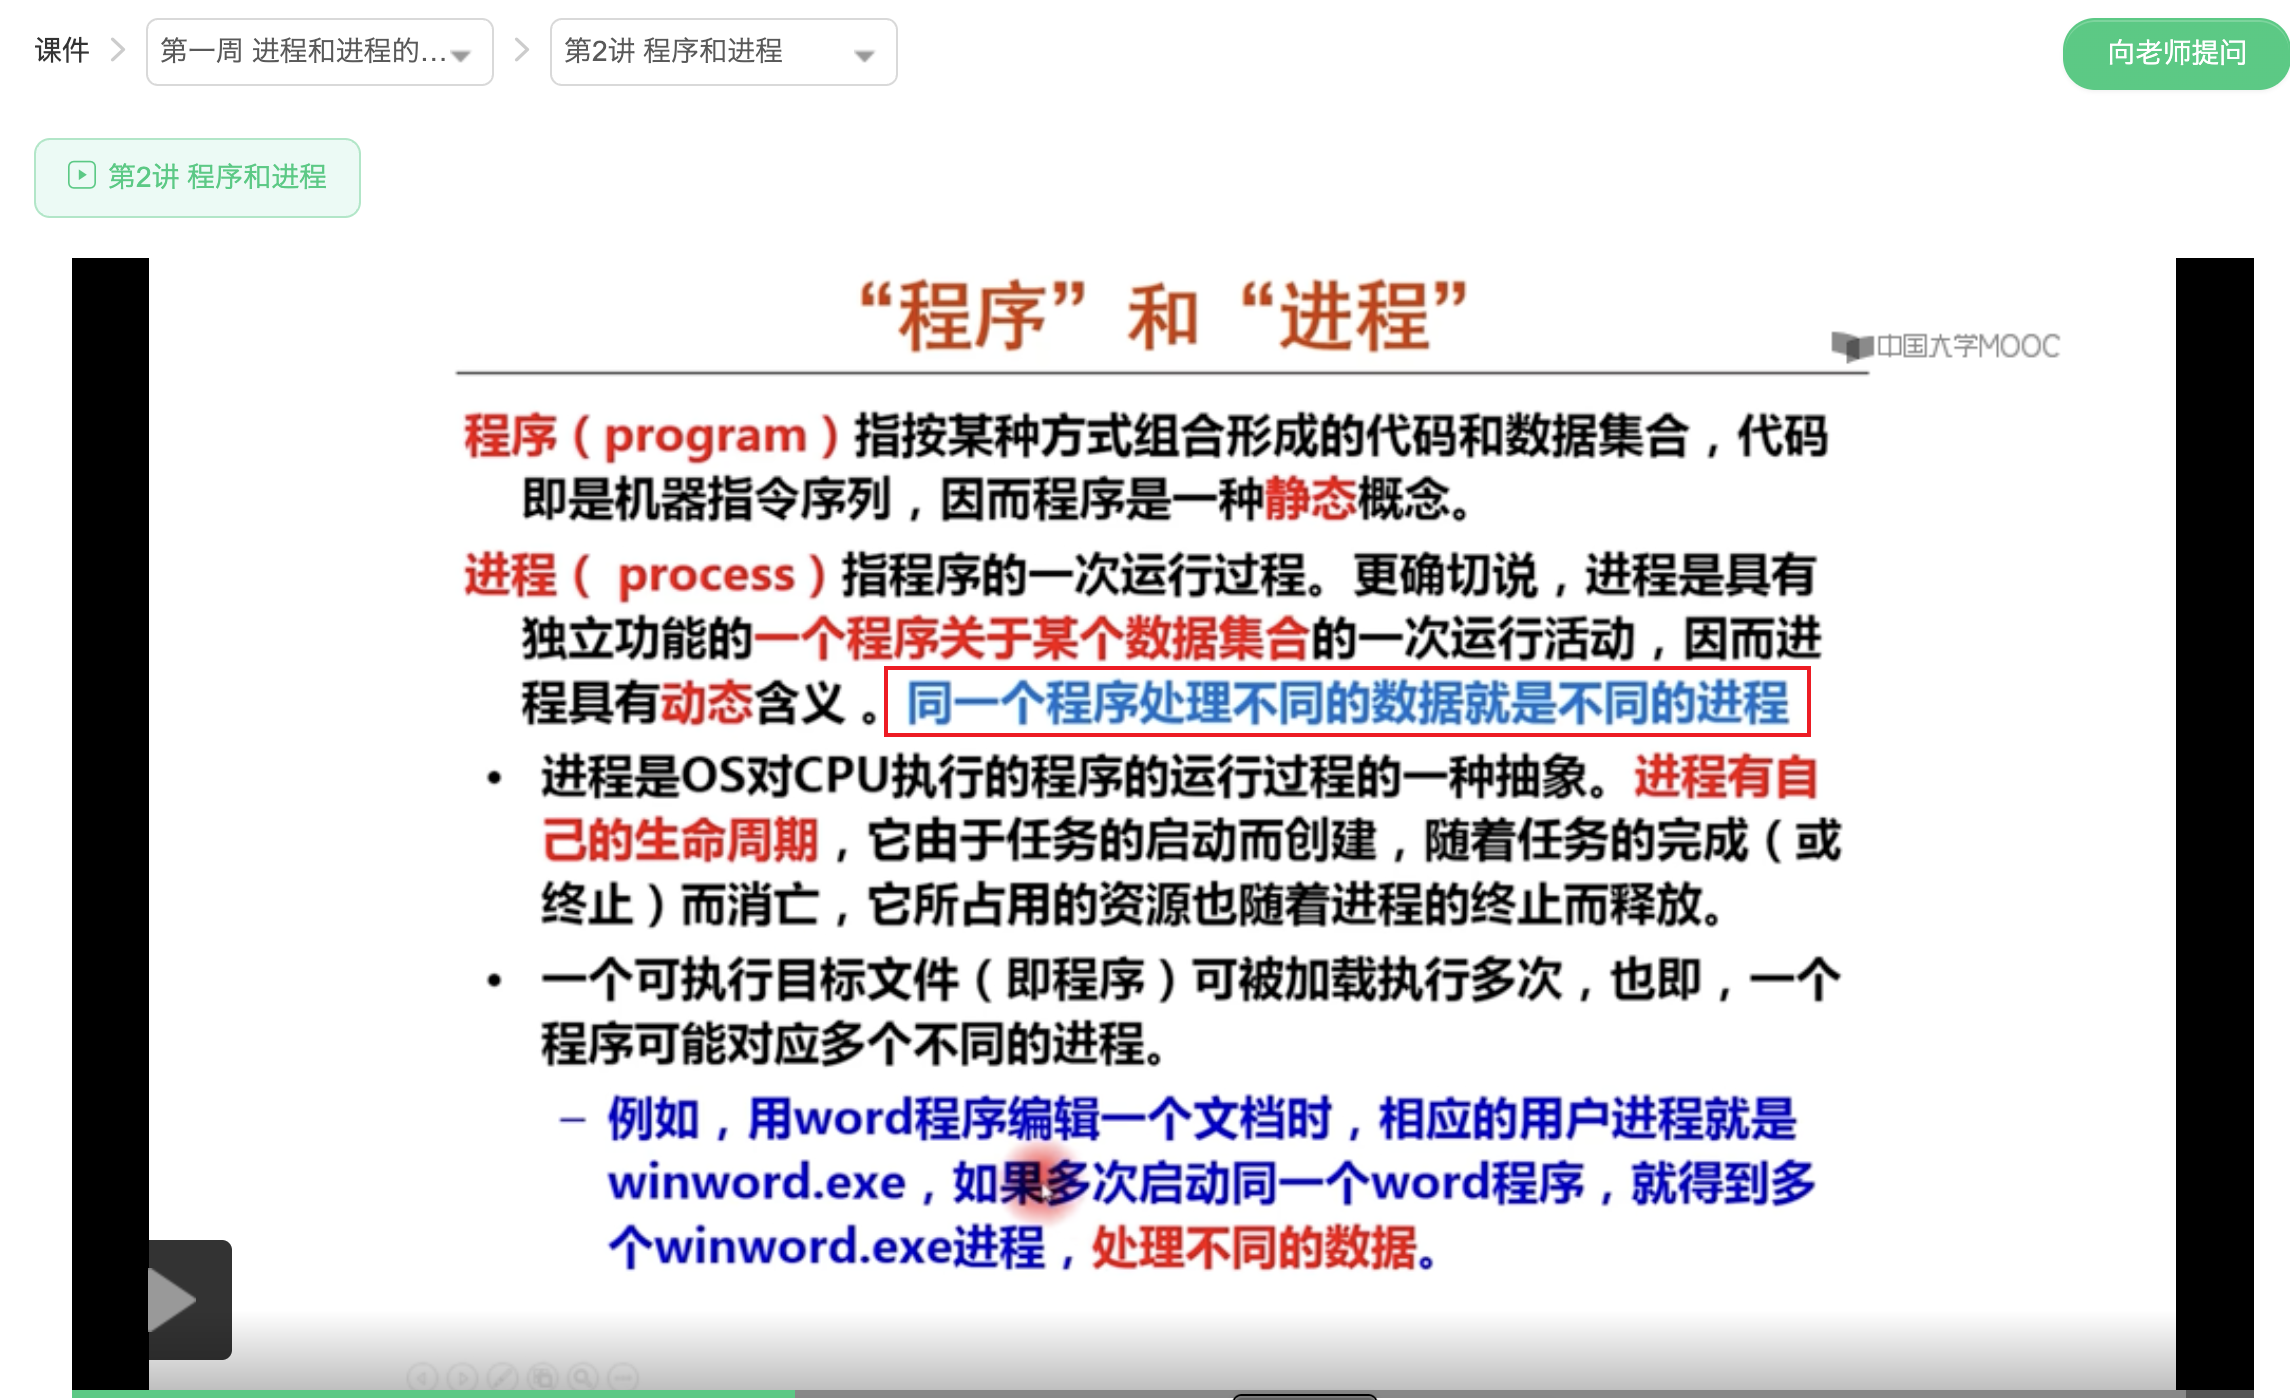 课件
第一周 进程和进程的...
第2讲 程序和进程
向老师提问
第2讲 程序和进程
“程序”和“进程”
中国大学MOOC
程序（program）指按某种方式组合形成的代码和数据集合，代码
即是机器指令序列，因而程序是一种静态概念。
进程（ process）指程序的一次运行过程。更确切说，进程是具有
独立功能的一个程序关于某个数据集合的一次运行活动，因而进
程具有动态含义 。同一个程序处理不同的数据就是不同的进程
• 进程是OS对CPU执行的程序的运行过程的一种抽象。进程有自
己的生命周期，它由于任务的启动而创建，随着任务的完成（或
终止）而消亡，它所占用的资源也随着进程的终止而释放。
• 一个可执行目标文件（即程序）可被加载执行多次，也即，一个
程序可能对应多个不同的进程。
– 例如，用word程序编辑一个文档时，相应的用户进程就是
winword.exe，如果多次启动同一个word程序，就得到多
个winword.exe进程，处理不同的数据。